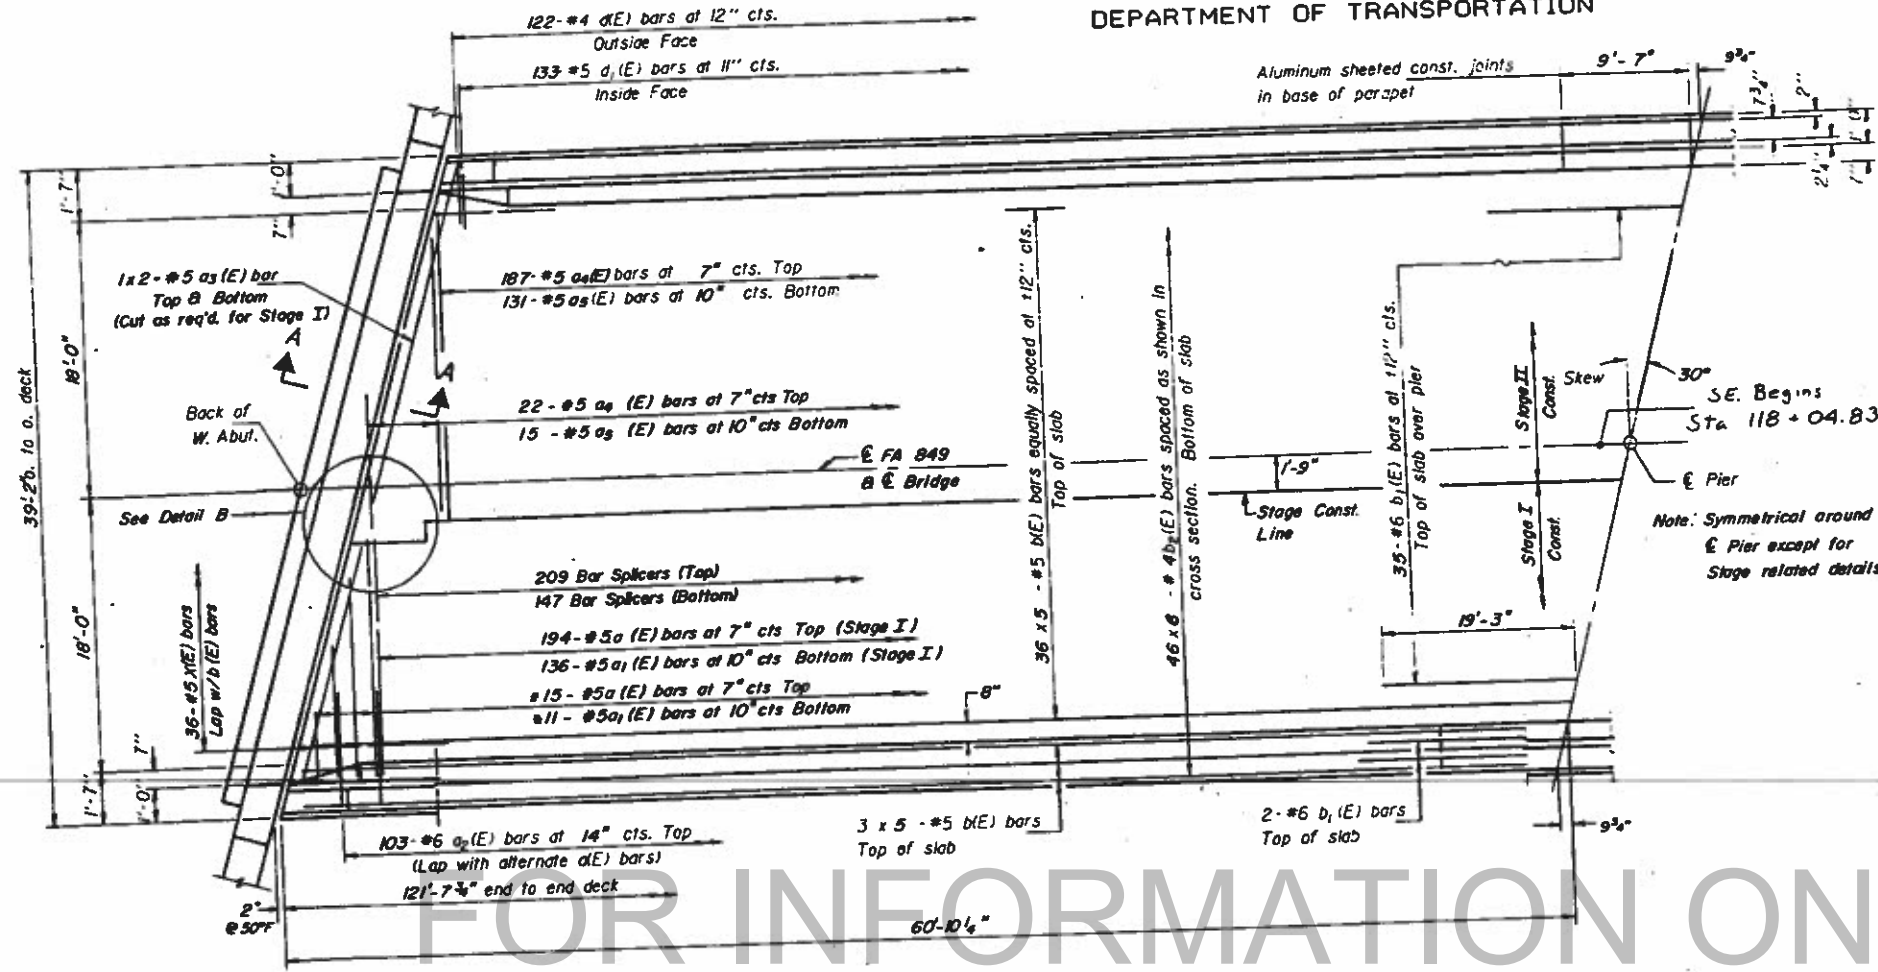 DEPARTMENT OF TRANSPORTATION
122-#4 d(E) bars at 12" cts.
Outside Face
133-#5 d₁(E) bars at 11" cts.
Inside Face
Aluminum sheeted const. joints
in base of parapet
9'-7"
9¾"
7¾"
2"
2¼"
7"
1'-7"
1'-0"
7"
1x2-#5 a₃(E) bar
Top & Bottom
(Cut as req'd. for Stage I)
A
A
187-#5 a₄(E) bars at 7" cts. Top
131-#5 a₅(E) bars at 10" cts. Bottom
39'-2" o. to o. deck
18'-0"
Back of
W. Abut.
22-#5 a₄ (E) bars at 7" cts Top
15-#5 a₅ (E) bars at 10" cts Bottom
℄ FA 849
& ℄ Bridge
See Detail B
36 x 5 - #5 b(E) bars equally spaced at ±12" cts.
Top of slab
46 x 6 - #4 b₂(E) bars spaced as shown in
cross section. Bottom of slab
35-#6 b₁(E) bars at ±12" cts.
Top of slab over pier
Stage II
Const.
Stage I
Const.
Skew
30°
S.E. Begins
Sta 118 + 04.83
℄ Pier
1'-9"
Stage Const.
Line
Note: Symmetrical around
℄ Pier except for
Stage related details
209 Bar Splicers (Top)
147 Bar Splicers (Bottom)
36-#5 x(E) bars
Lap w/b(E) bars
18'-0"
194-#5a (E) bars at 7" cts Top (Stage I)
136-#5a₁(E) bars at 10" cts Bottom (Stage I)
*15-#5a (E) bars at 7" cts Top
*11-#5a₁(E) bars at 10" cts Bottom
8"
19'-3"
7"
1'-7"
1'-0"
103-#6 a₂(E) bars at 14" cts. Top
(Lap with alternate a(E) bars)
121'-7¾" end to end deck
3 x 5 -#5 b(E) bars
Top of slab
2-#6 b₁(E) bars
Top of slab
9¾"
2"
@ 50°F
60'-10¼"
FOR INFORMATION ON